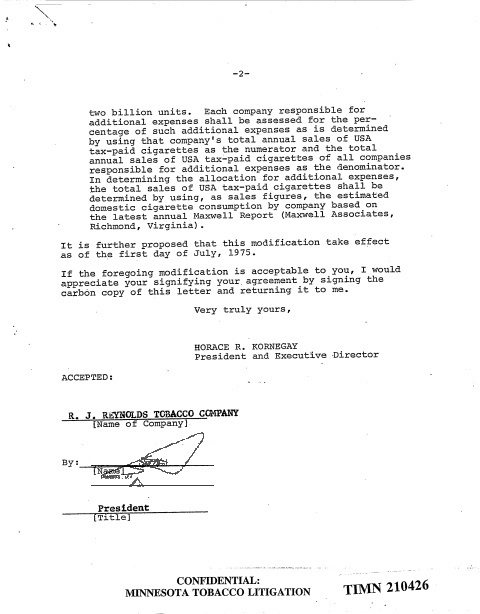 -2-
two billion units. Each company responsible for
additional expenses shall be assessed for the per-
centage of such additional expenses as is determined
by using that company's total annual sales of USA
tax-paid cigarettes as the numerator and the total
annual sales of USA tax-paid cigarettes of all companies
responsible for additional expenses as the denominator.
In determining the allocation for additional expenses,
the total sales of USA tax-paid cigarettes shall be
determined by using, as sales figures, the estimated
domestic cigarette consumption by company based on
the latest annual Maxwell Report (Maxwell Associates,
Richmond, Virginia).
It is further proposed that this modification take effect
as of the first day of July, 1975.
If the foregoing modification is acceptable to you, I would
appreciate your signifying your agreement by signing the
carbon copy of this letter and returning it to me.
Very truly yours,
HORACE R. KORNEGAY
President and Executive Director
ACCEPTED:
R. J. REYNOLDS TOBACCO COMPANY
[Name of Company]
By:
[Name]
President
[Title]
CONFIDENTIAL:
MINNESOTA TOBACCO LITIGATION
TIMN 210426